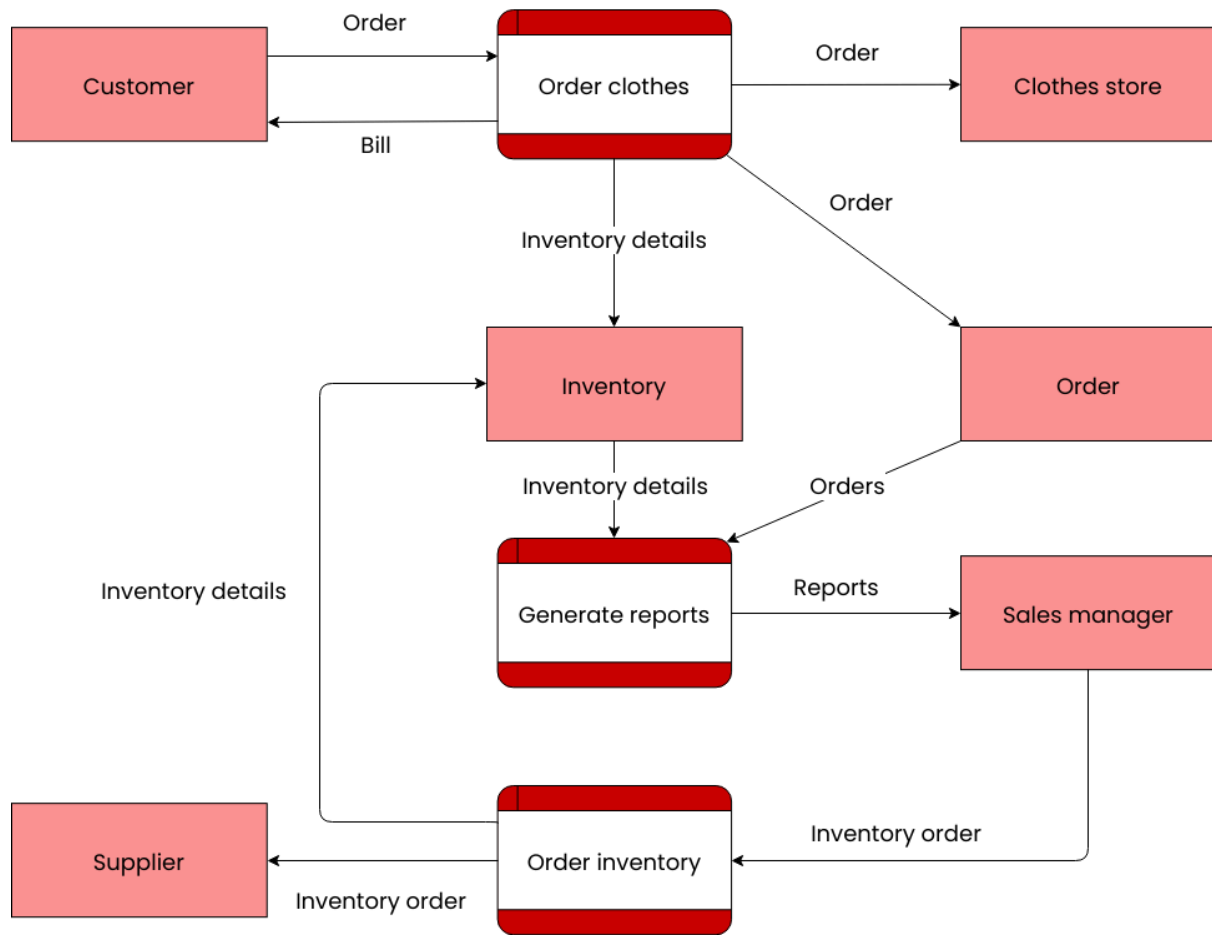 Order
Customer
Order clothes
Order
Clothes store
Bill
Order
Inventory details
Inventory
Order
Inventory details
Orders
Inventory details
Generate reports
Reports
Sales manager
Supplier
Order inventory
Inventory order
Inventory order